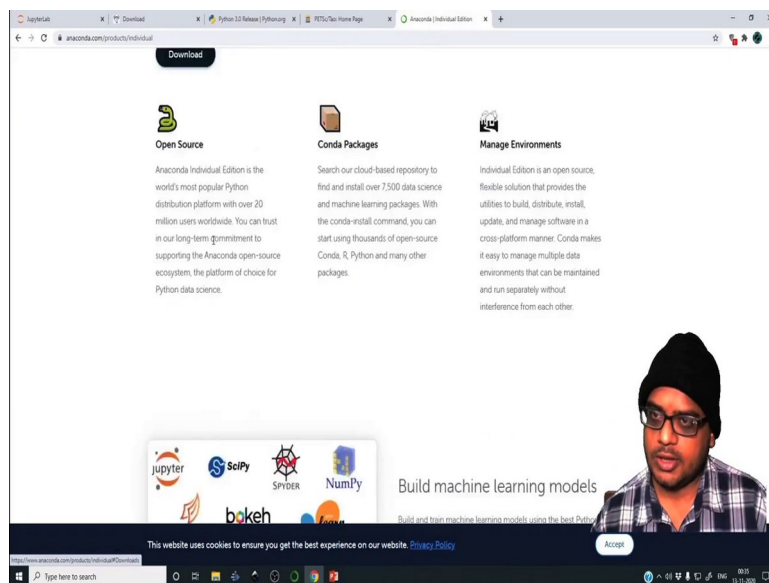 JupyterLab
Download
Python 3.0 Release | Python.org
PETSc/Tao: Home Page
Anaconda | Individual Edition
anaconda.com/products/individual
Download
Open Source
Anaconda Individual Edition is the
world's most popular Python
distribution platform with over 20
million users worldwide. You can trust
in our long-term commitment to
supporting the Anaconda open-source
ecosystem, the platform of choice for
Python data science.
Conda Packages
Search our cloud-based repository to
find and install over 7,500 data science
and machine learning packages. With
the conda-install command, you can
start using thousands of open-source
Conda, R, Python and many other
packages.
Manage Environments
Individual Edition is an open source,
flexible solution that provides the
utilities to build, distribute, install,
update, and manage software in a
cross-platform manner. Conda makes
it easy to manage multiple data
environments that can be maintained
and run separately without
interference from each other.
jupyter
SciPy
SPYDER
NumPy
bokeh
Build machine learning models
Build and train machine learning models using the best Pytho
This website uses cookies to ensure you get the best experience on our website. Privacy Policy
Accept
https://www.anaconda.com/products/individual#Downloads
Type here to search
ENG
00:35
13-11-2020